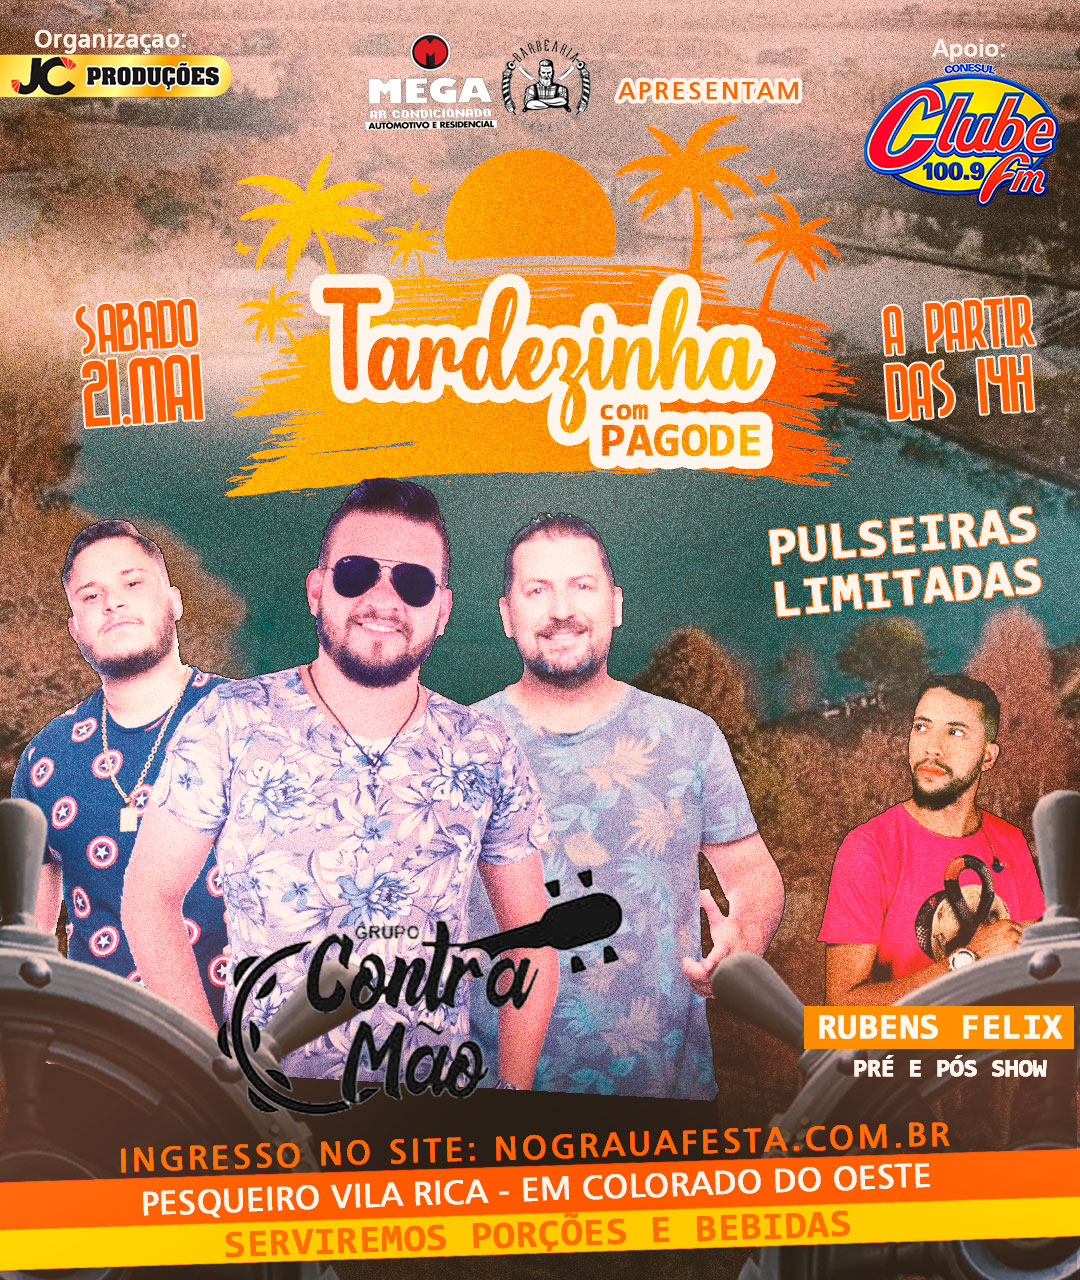 Organizaçao:
JC PRODUÇÕES
M
MEGA
AR CONDICIONADO
AUTOMOTIVO E RESIDENCIAL
BARBEARIA
APRESENTAM
Apoio:
CONESUL
Clube
100.9 fm
Tardezinha
com
PAGODE
SABADO
21.MAI
A PARTIR
DAS 14H
PULSEIRAS
LIMITADAS
GRUPO
Contra
Mão
RUBENS FELIX
PRÉ E PÓS SHOW
INGRESSO NO SITE: NOGRAUAFESTA.COM.BR
PESQUEIRO VILA RICA - EM COLORADO DO OESTE
SERVIREMOS PORÇÕES E BEBIDAS